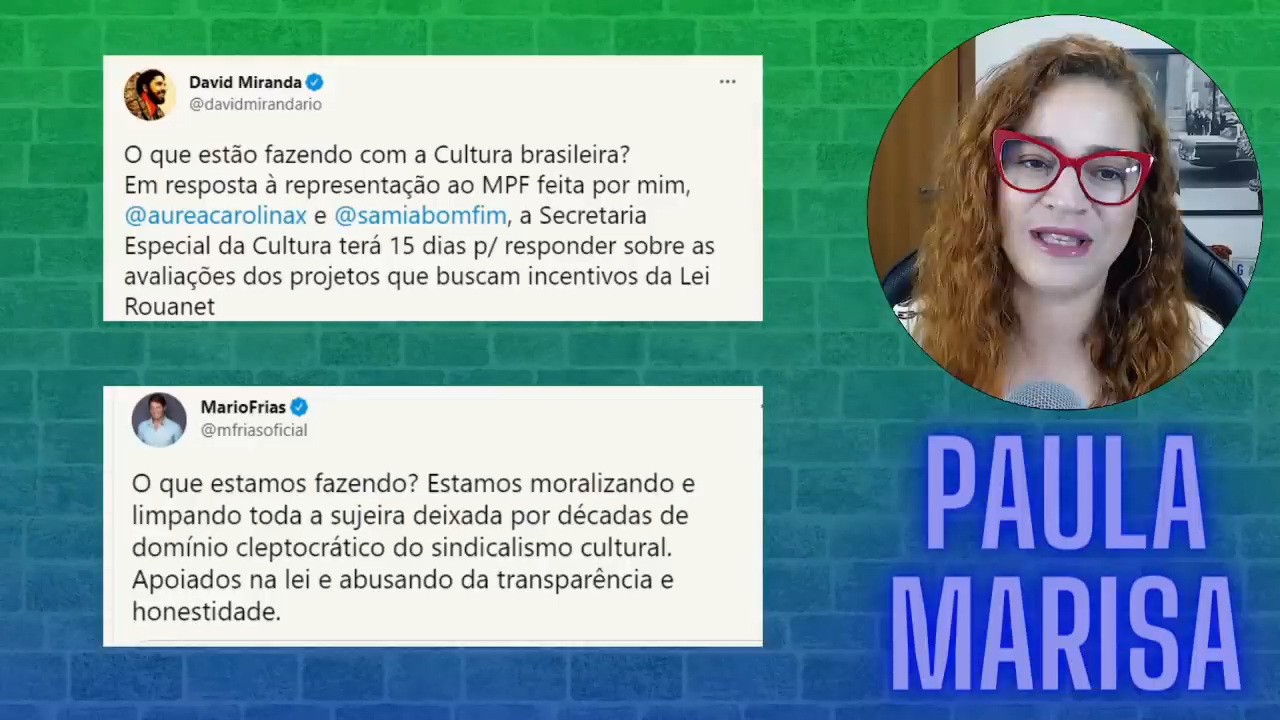 David Miranda
@davidmirandario
O que estão fazendo com a Cultura brasileira?
Em resposta à representação ao MPF feita por mim,
@aureacarolinax e @samiabomfim, a Secretaria
Especial da Cultura terá 15 dias p/ responder sobre as
avaliações dos projetos que buscam incentivos da Lei
Rouanet
MarioFrias
@mfriasoficial
O que estamos fazendo? Estamos moralizando e
limpando toda a sujeira deixada por décadas de
domínio cleptocrático do sindicalismo cultural.
Apoiados na lei e abusando da transparência e
honestidade.
PAULA
MARISA